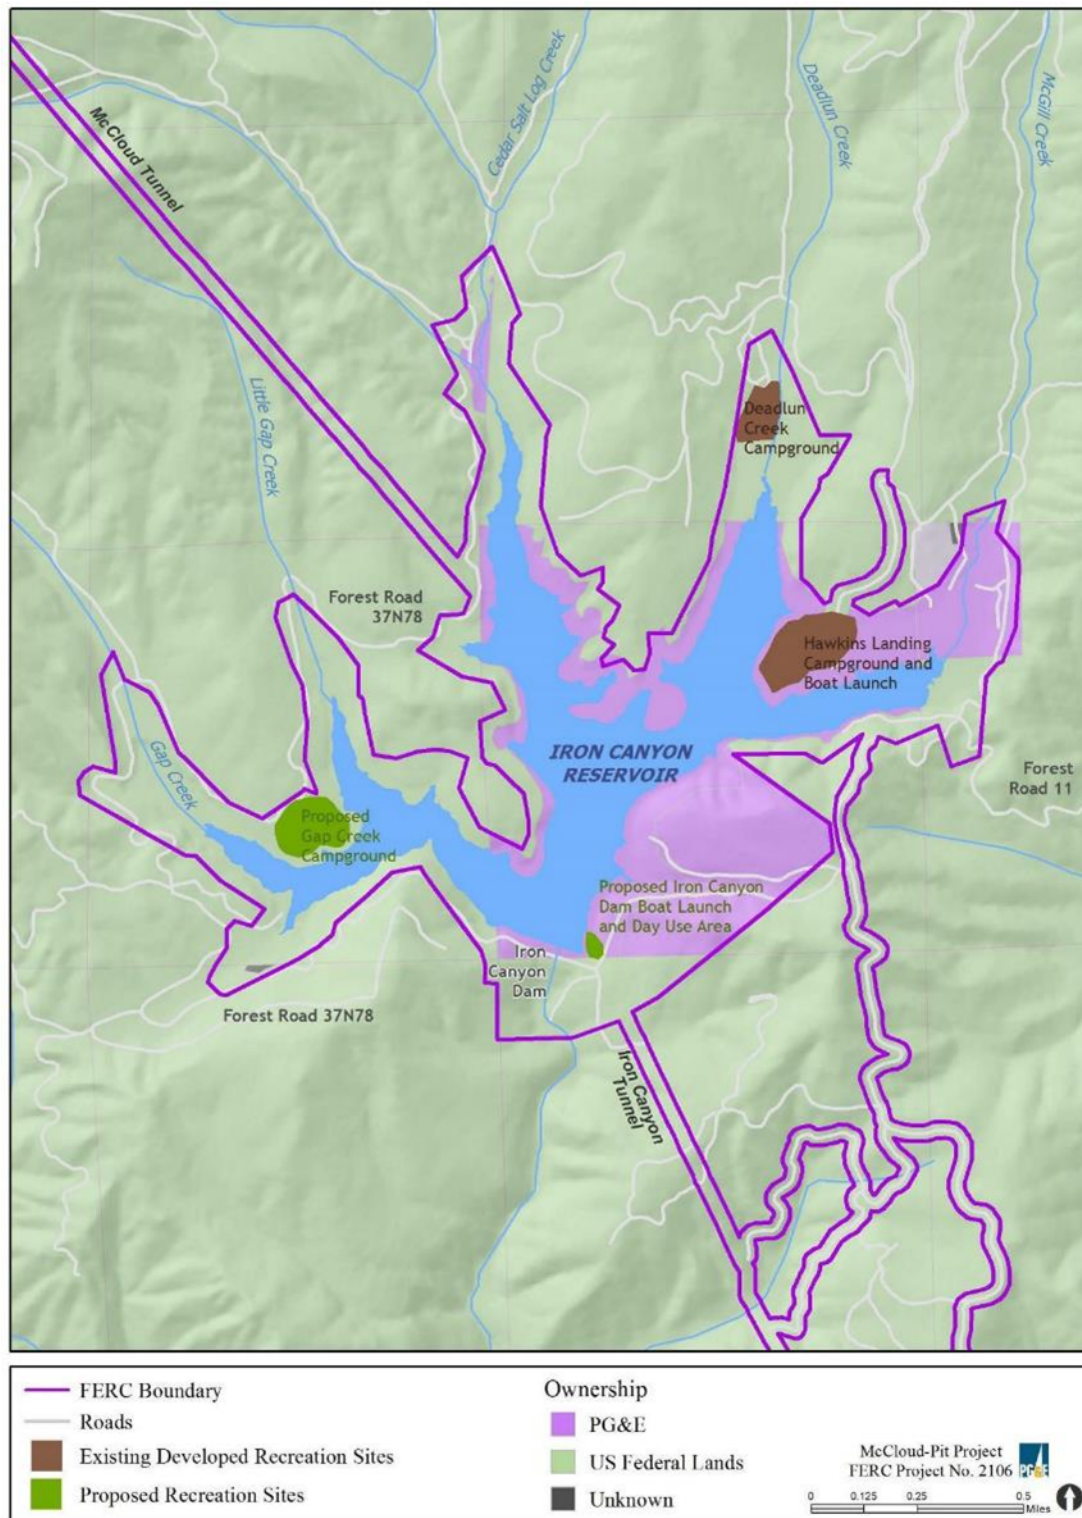 McCloud Tunnel
Cedar Salt Log Creek
Deadlun Creek
McGill Creek
Little Gap Creek
Deadlun
Creek
Campground
Forest Road
37N78
Hawkins Landing
Campground and
Boat Launch
Gap Creek
IRON CANYON
RESERVOIR
Forest
Road 11
Proposed
Gap Creek
Campground
Proposed Iron Canyon
Dam Boat Launch
and Day Use Area
Iron
Canyon
Dam
Forest Road 37N78
Iron Canyon
Tunnel
FERC Boundary
Roads
Existing Developed Recreation Sites
Proposed Recreation Sites
Ownership
PG&E
US Federal Lands
Unknown
McCloud-Pit Project
FERC Project No. 2106
PG&E
0 0.125 0.25 0.5
Miles